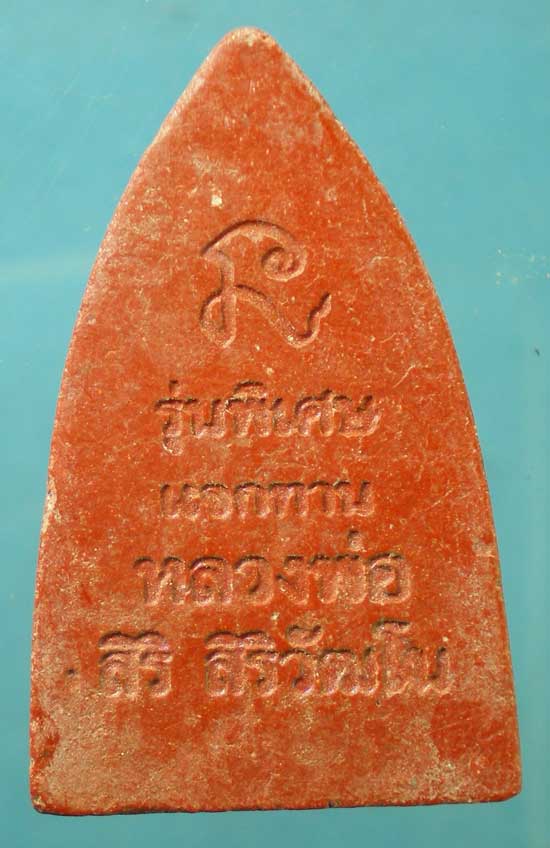 รุ่นพิเศษ
แจกทาน
หลวงพ่อ
สิริ สิริวัฒโน